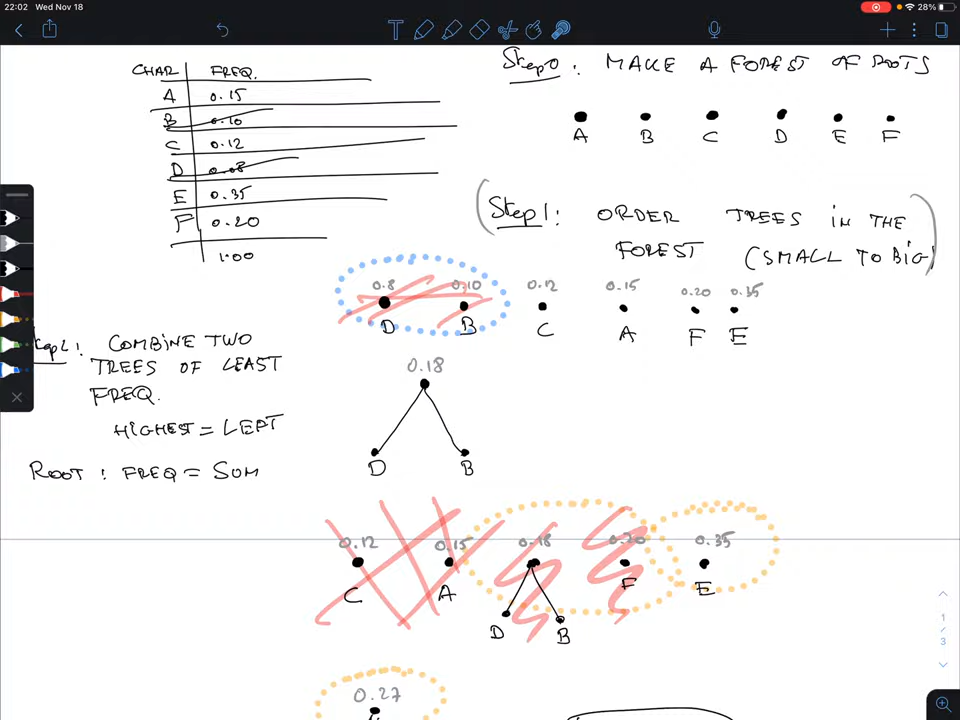 22:02 Wed Nov 18
28%
CHAR FREQ.
A 0.15
B 0.10
C 0.12
D 0.08
E 0.35
F 0.20
1.00
Step 0: MAKE A FOREST OF ROOTS
A B C D E F
(Step 1: ORDER TREES IN THE
FOREST (SMALL TO BIG)
0.8 0.10 0.12 0.15 0.20 0.35
D B C A F E
COMBINE TWO
TREES OF LEAST
FREQ.
HIGHEST = LEFT
ROOT : FREQ = SUM
0.18
D B
0.12 0.15 0.18 0.20 0.35
C A F E
D B
0.27
1
/
3